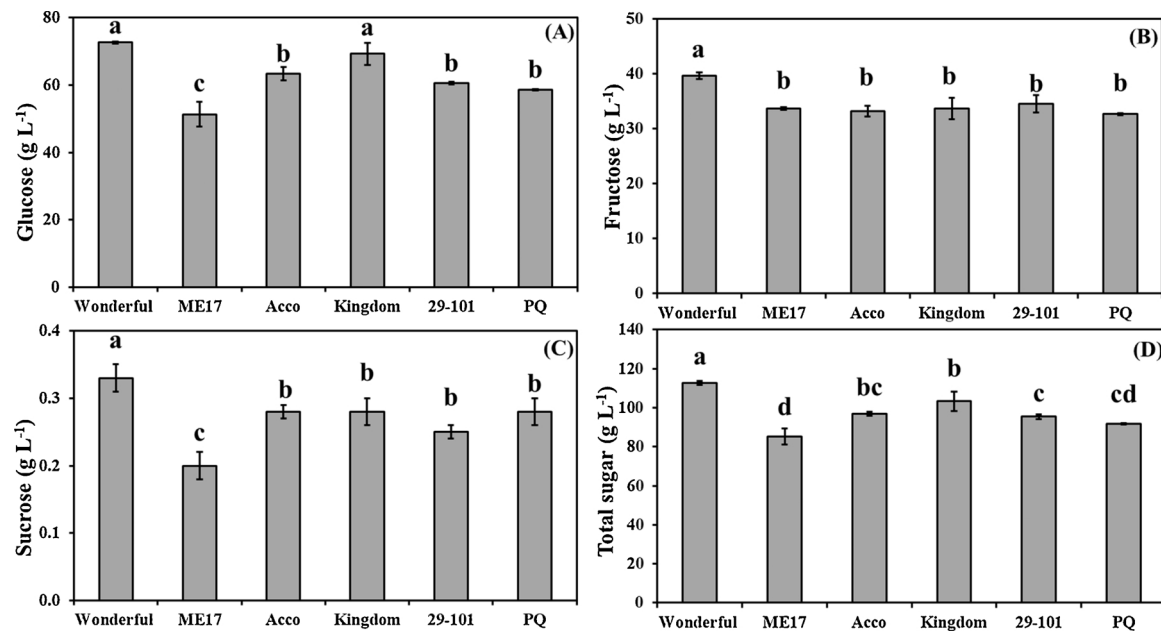 (A)
Glucose (g L-1)
80
60
40
20
0
a
c
b
a
b
b
Wonderful ME17 Acco Kingdom 29-101 PQ
(B)
Fructose (g L-1)
50
40
30
20
10
0
a
b
b
b
b
b
Wonderful ME17 Acco Kingdom 29-101 PQ
(C)
Sucrose (g L-1)
0.4
0.3
0.2
0.1
0.0
a
c
b
b
b
b
Wonderful ME17 Acco Kingdom 29-101 PQ
(D)
Total sugar (g L-1)
140
120
100
80
60
40
20
0
a
d
bc
b
c
cd
Wonderful ME17 Acco Kingdom 29-101 PQ